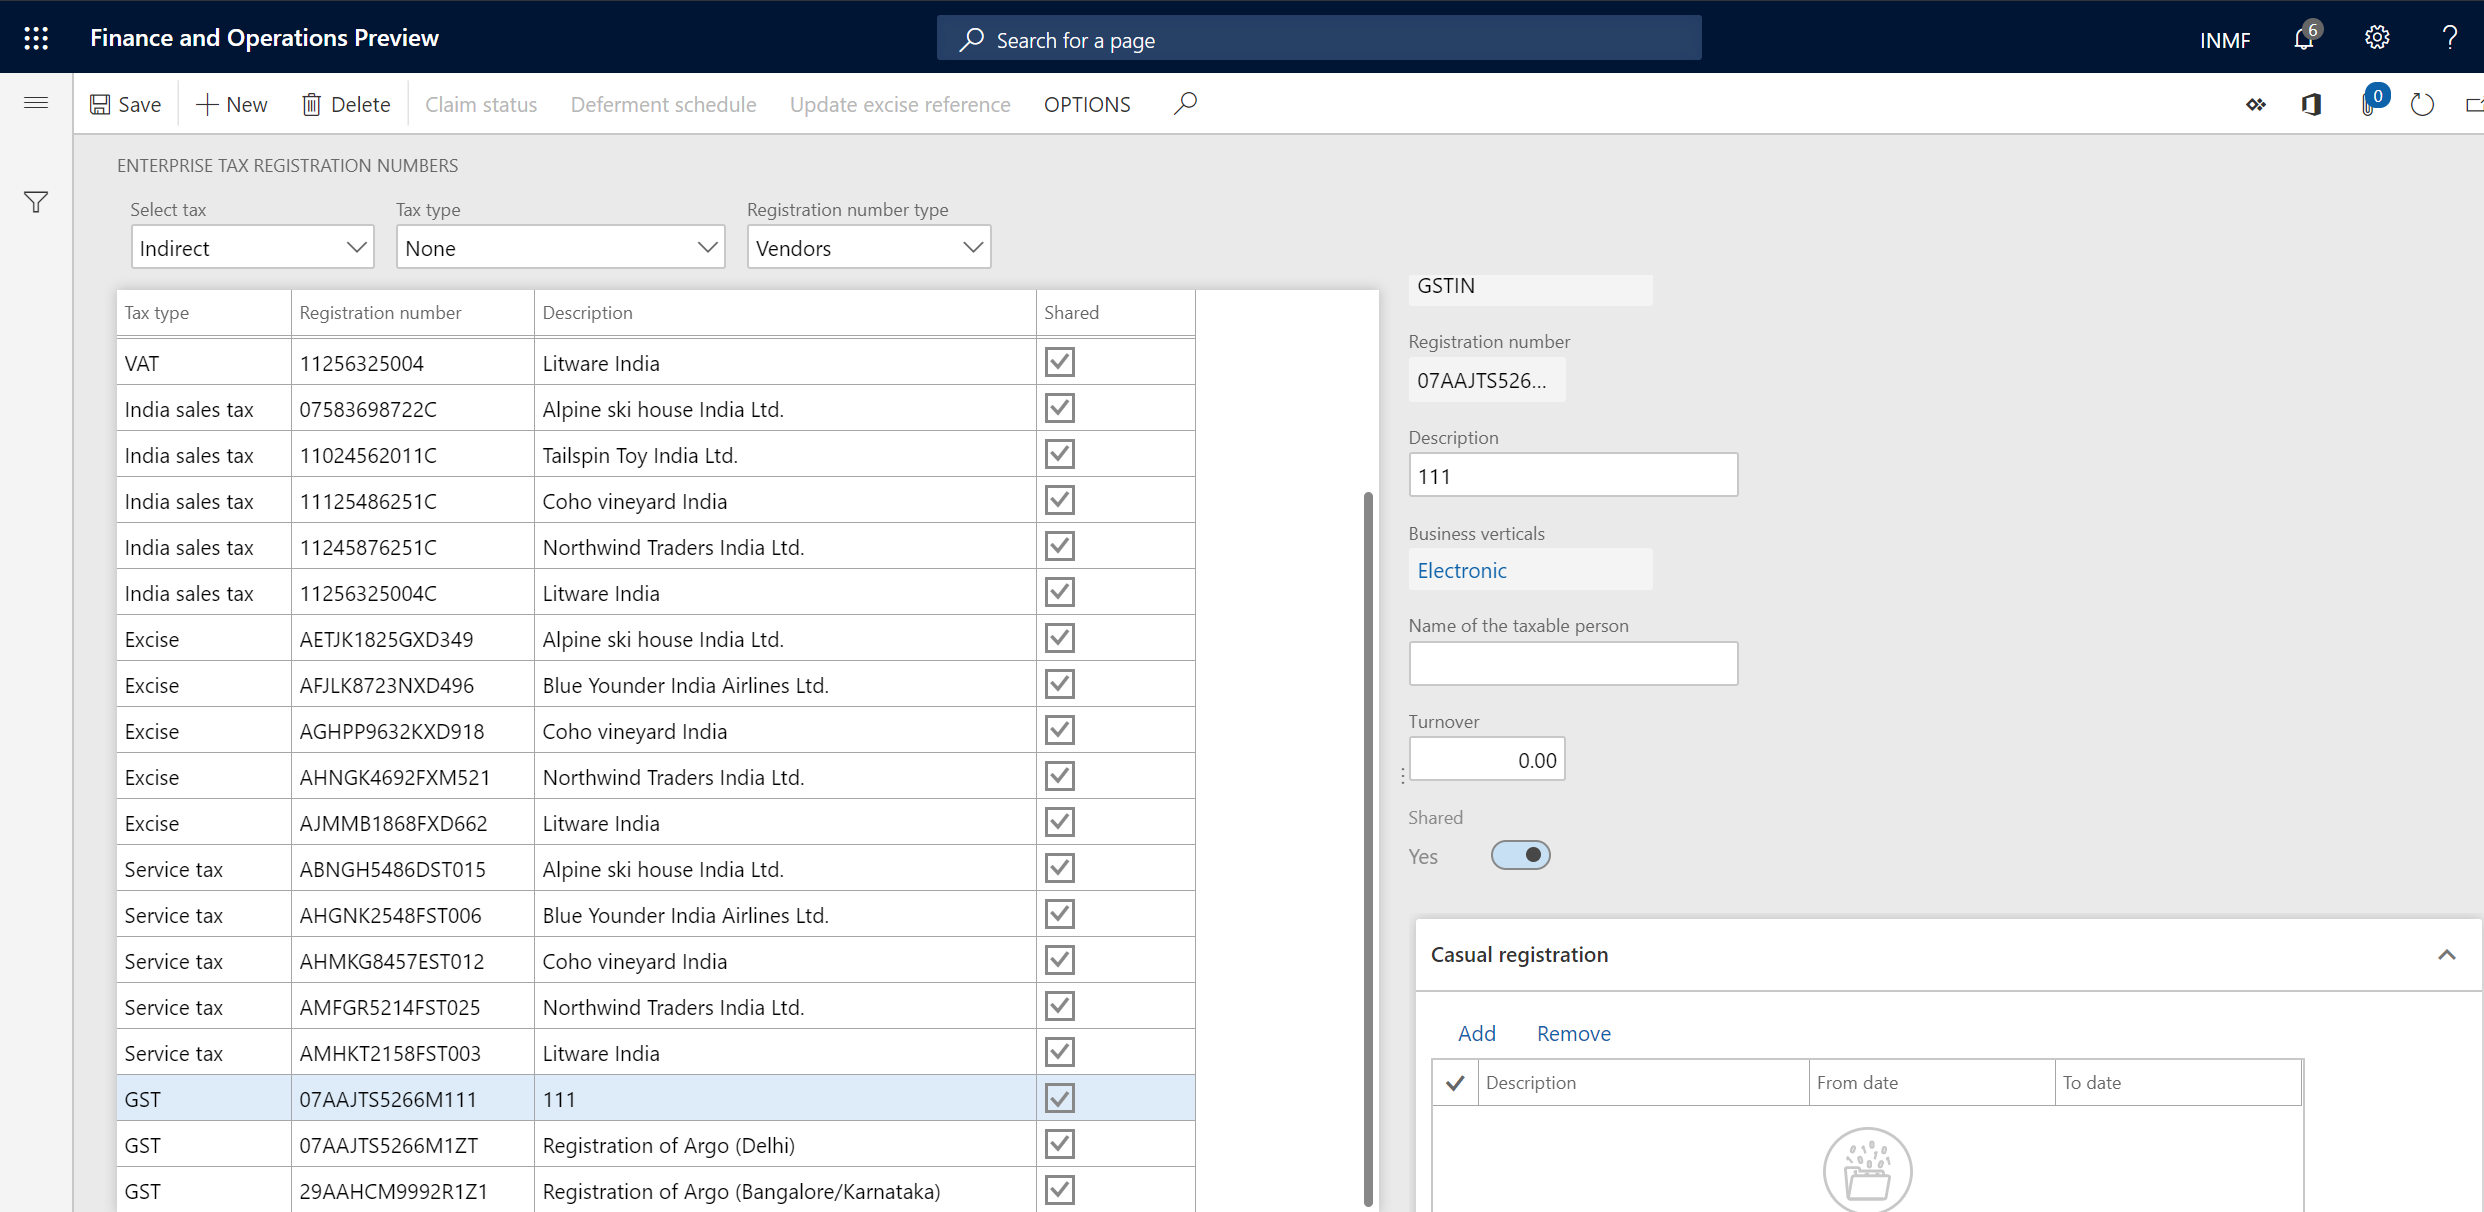 Finance and Operations Preview
Search for a page
INMF
6
?
Save
New
Delete
Claim status
Deferment schedule
Update excise reference
OPTIONS
0
ENTERPRISE TAX REGISTRATION NUMBERS
Select tax
Tax type
Registration number type
Indirect
None
Vendors
Tax type Registration number Description Shared
VAT 11256325004 Litware India
India sales tax 07583698722C Alpine ski house India Ltd.
India sales tax 11024562011C Tailspin Toy India Ltd.
India sales tax 11125486251C Coho vineyard India
India sales tax 11245876251C Northwind Traders India Ltd.
India sales tax 11256325004C Litware India
Excise AETJK1825GXD349 Alpine ski house India Ltd.
Excise AFJLK8723NXD496 Blue Younder India Airlines Ltd.
Excise AGHPP9632KXD918 Coho vineyard India
Excise AHNGK4692FXM521 Northwind Traders India Ltd.
Excise AJMMB1868FXD662 Litware India
Service tax ABNGH5486DST015 Alpine ski house India Ltd.
Service tax AHGNK2548FST006 Blue Younder India Airlines Ltd.
Service tax AHMKG8457EST012 Coho vineyard India
Service tax AMFGR5214FST025 Northwind Traders India Ltd.
Service tax AMHKT2158FST003 Litware India
GST 07AAJTS5266M111 111
GST 07AAJTS5266M1ZT Registration of Argo (Delhi)
GST 29AAHCM9992R1Z1 Registration of Argo (Bangalore/Karnataka)
GSTIN
Registration number
07AAJTS526...
Description
111
Business verticals
Electronic
Name of the taxable person
Turnover
0.00
Shared
Yes
Casual registration
Add
Remove
Description From date To date